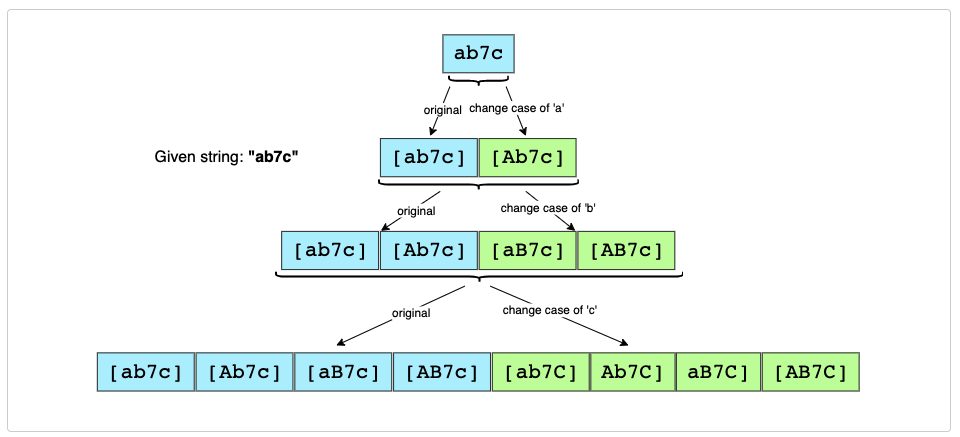 ab7c
original change case of 'a'
Given string: "ab7c"
[ab7c] [Ab7c]
original change case of 'b'
[ab7c] [Ab7c] [aB7c] [AB7c]
original change case of 'c'
[ab7c] [Ab7c] [aB7c] [AB7c] [ab7C] Ab7C] aB7C] [AB7C]